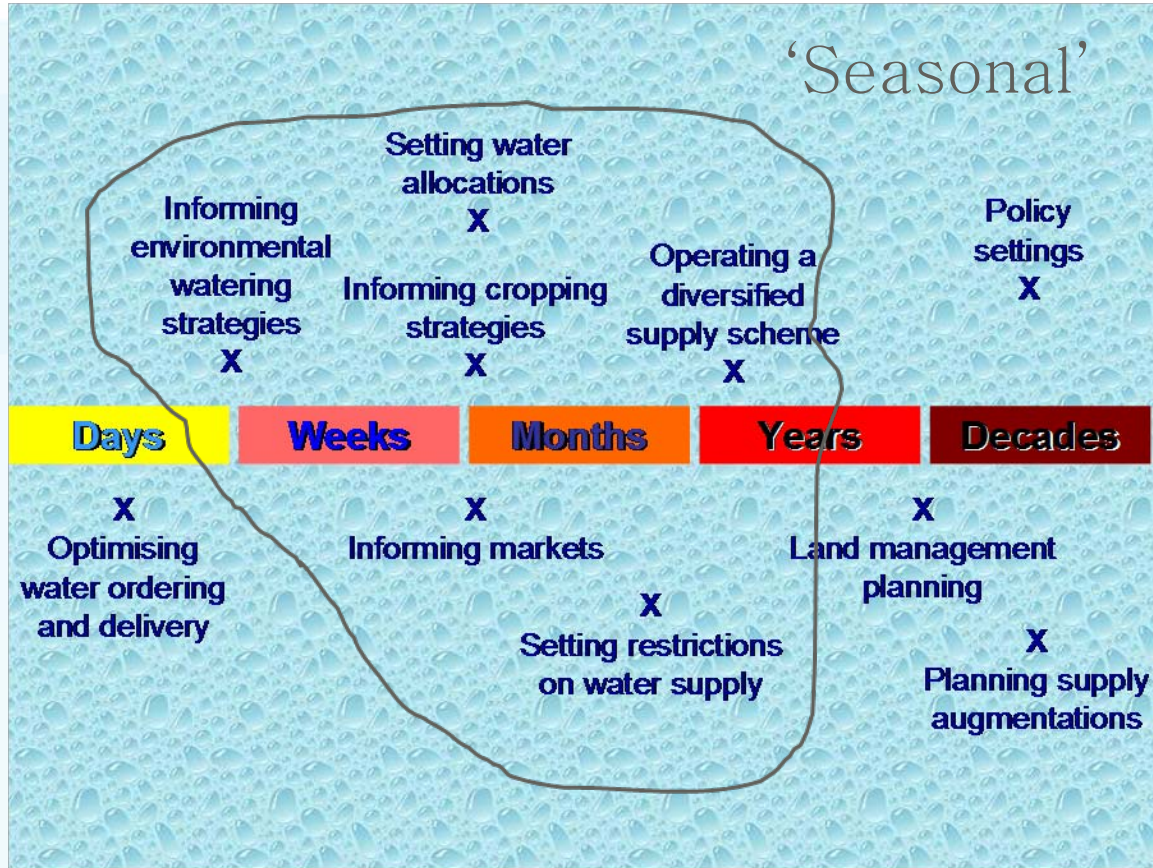 ‘Seasonal’
Setting water
allocations
X
Informing
environmental
watering
strategies
X
Informing cropping
strategies
X
Operating a
diversified
supply scheme
X
Policy
settings
X
Days
Weeks
Months
Years
Decades
X
Optimising
water ordering
and delivery
X
Informing markets
X
Setting restrictions
on water supply
X
Land management
planning
X
Planning supply
augmentations